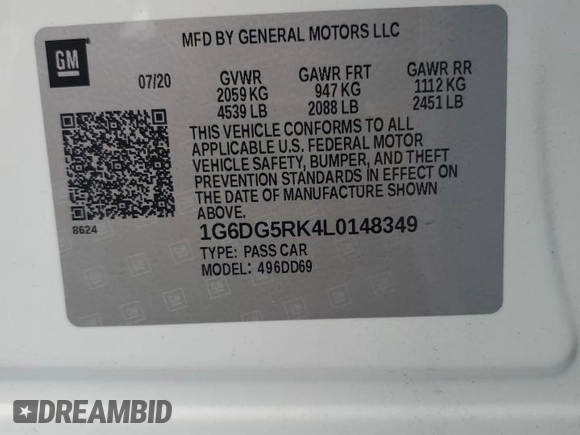 GM
MFD BY GENERAL MOTORS LLC
07/20 GVWR GAWR FRT GAWR RR
2059 KG 947 KG 1112 KG
4539 LB 2088 LB 2451 LB
THIS VEHICLE CONFORMS TO ALL
APPLICABLE U.S. FEDERAL MOTOR
VEHICLE SAFETY, BUMPER, AND THEFT
PREVENTION STANDARDS IN EFFECT ON
THE DATE OF MANUFACTURE SHOWN
ABOVE.
8624
1G6DG5RK4L0148349
TYPE: PASS CAR
MODEL: 496DD69
DREAMBID